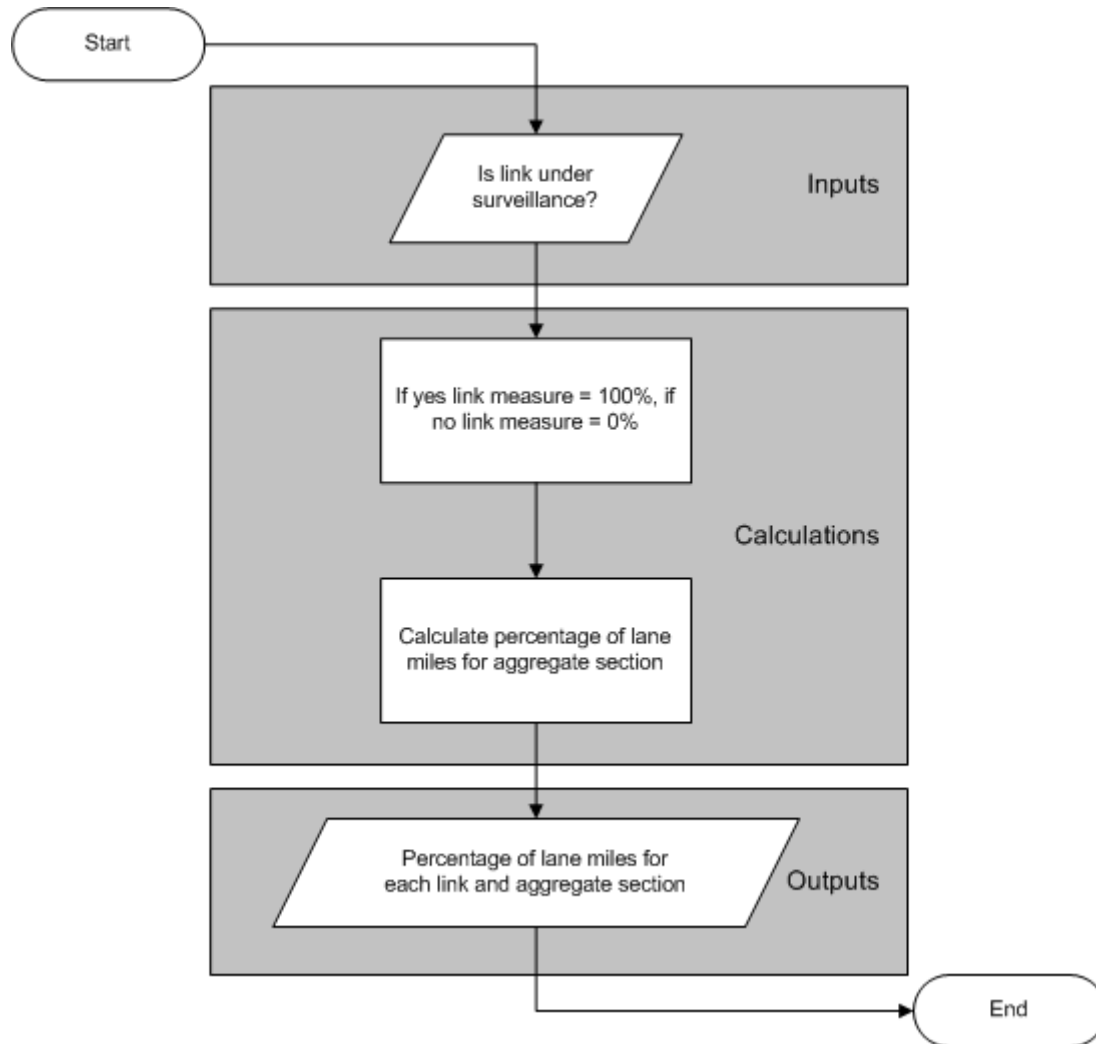 Start
Is link under
surveillance?
Inputs
If yes link measure = 100%, if
no link measure = 0%
Calculations
Calculate percentage of lane
miles for aggregate section
Percentage of lane miles for
each link and aggregate section
Outputs
End